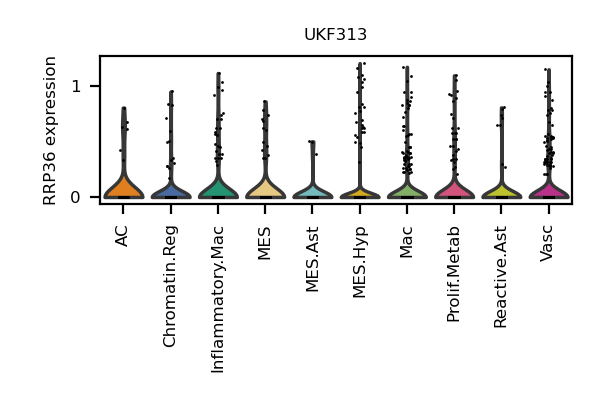 UKF313
RRP36 expression
1
0
AC
Chromatin.Reg
Inflammatory.Mac
MES
MES.Ast
MES.Hyp
Mac
Prolif.Metab
Reactive.Ast
Vasc